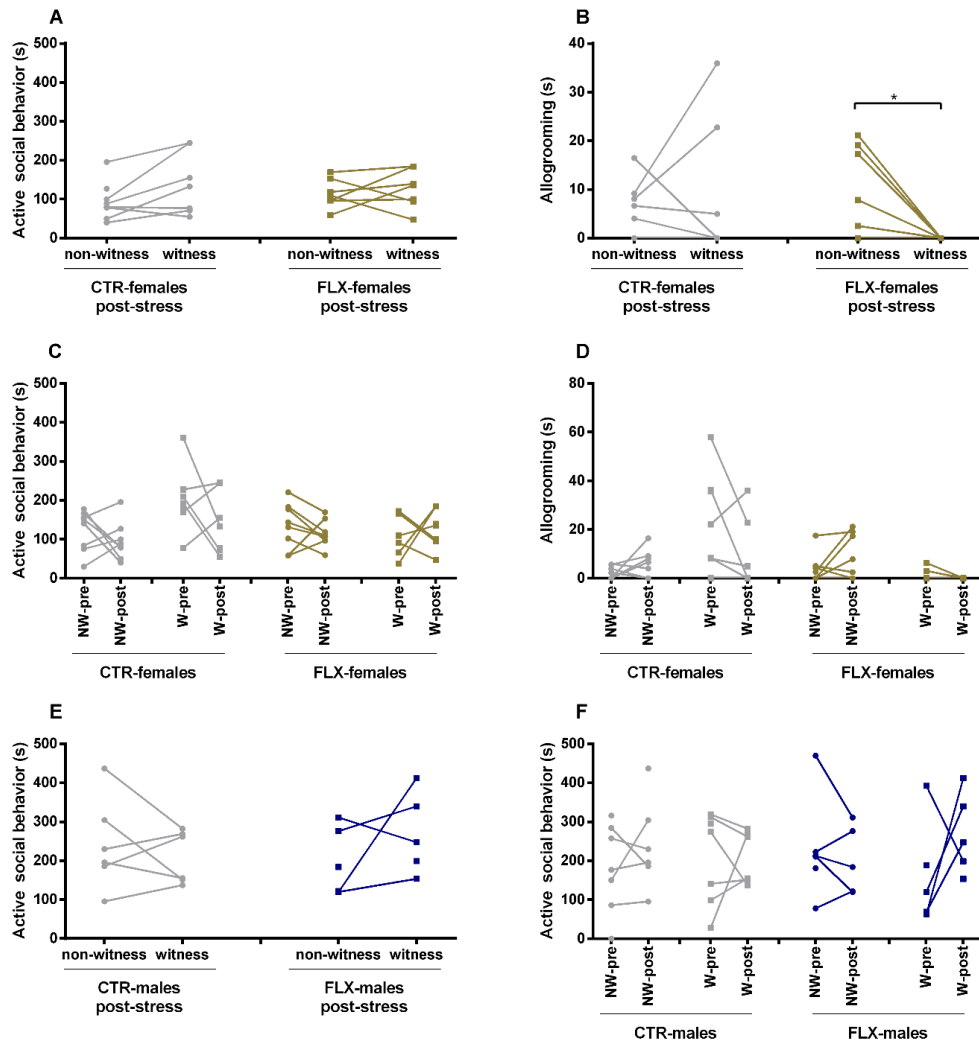 A
Active social behavior (s)
500
400
300
200
100
0
non-witness witness non-witness witness
CTR-females FLX-females
post-stress post-stress
B
Allogrooming (s)
40
30
20
10
0
*
non-witness witness non-witness witness
CTR-females FLX-females
post-stress post-stress
C
Active social behavior (s)
500
400
300
200
100
0
NW-pre NW-post W-pre W-post NW-pre NW-post W-pre W-post
CTR-females FLX-females
D
Allogrooming (s)
80
60
40
20
0
NW-pre NW-post W-pre W-post NW-pre NW-post W-pre W-post
CTR-females FLX-females
E
Active social behavior (s)
500
400
300
200
100
0
non-witness witness non-witness witness
CTR-males FLX-males
post-stress post-stress
F
Active social behavior (s)
500
400
300
200
100
0
NW-pre NW-post W-pre W-post NW-pre NW-post W-pre W-post
CTR-males FLX-males